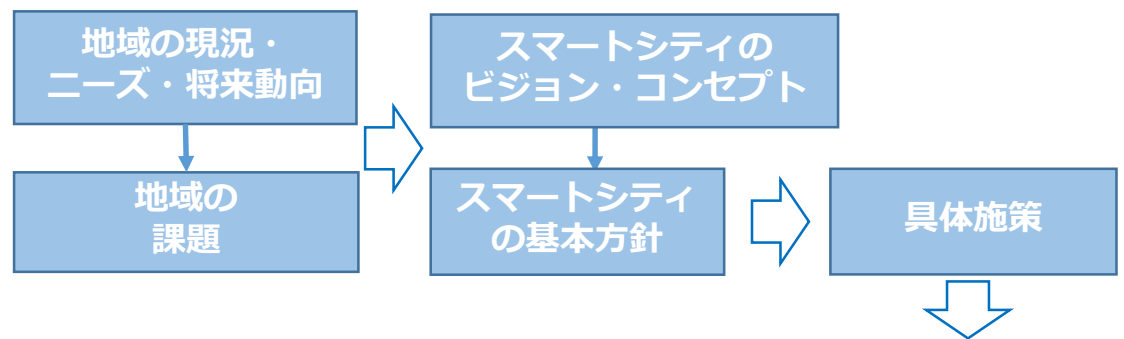 地域の現況・
ニーズ・将来動向
スマートシティの
ビジョン・コンセプト
地域の
課題
スマートシティ
の基本方針
具体施策